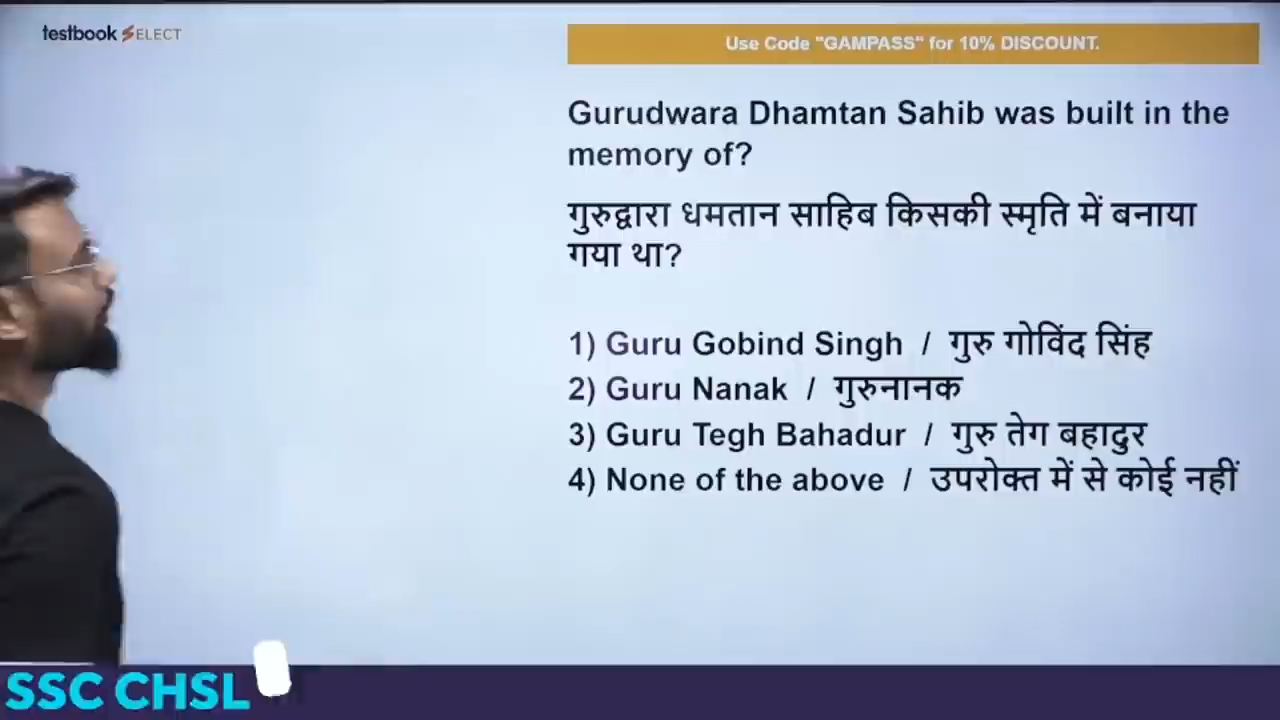 testbook SELECT
Use Code "GAMPASS" for 10% DISCOUNT.
Gurudwara Dhamtan Sahib was built in the
memory of?
गुरुद्वारा धमतान साहिब किसकी स्मृति में बनाया
गया था?
1) Guru Gobind Singh / गुरु गोविंद सिंह
2) Guru Nanak / गुरुनानक
3) Guru Tegh Bahadur / गुरु तेग बहादुर
4) None of the above / उपरोक्त में से कोई नहीं
SSC CHSL